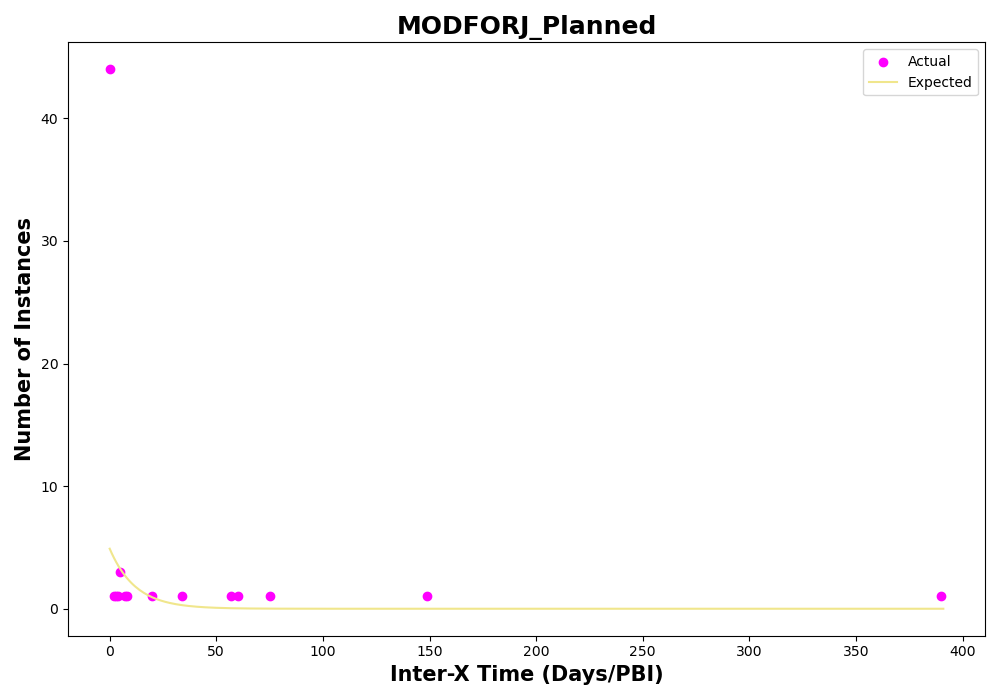 MODFORJ_Planned
Actual
Expected
Number of Instances
40
30
20
10
0
0
50
100
150
200
250
300
350
400
Inter-X Time (Days/PBI)